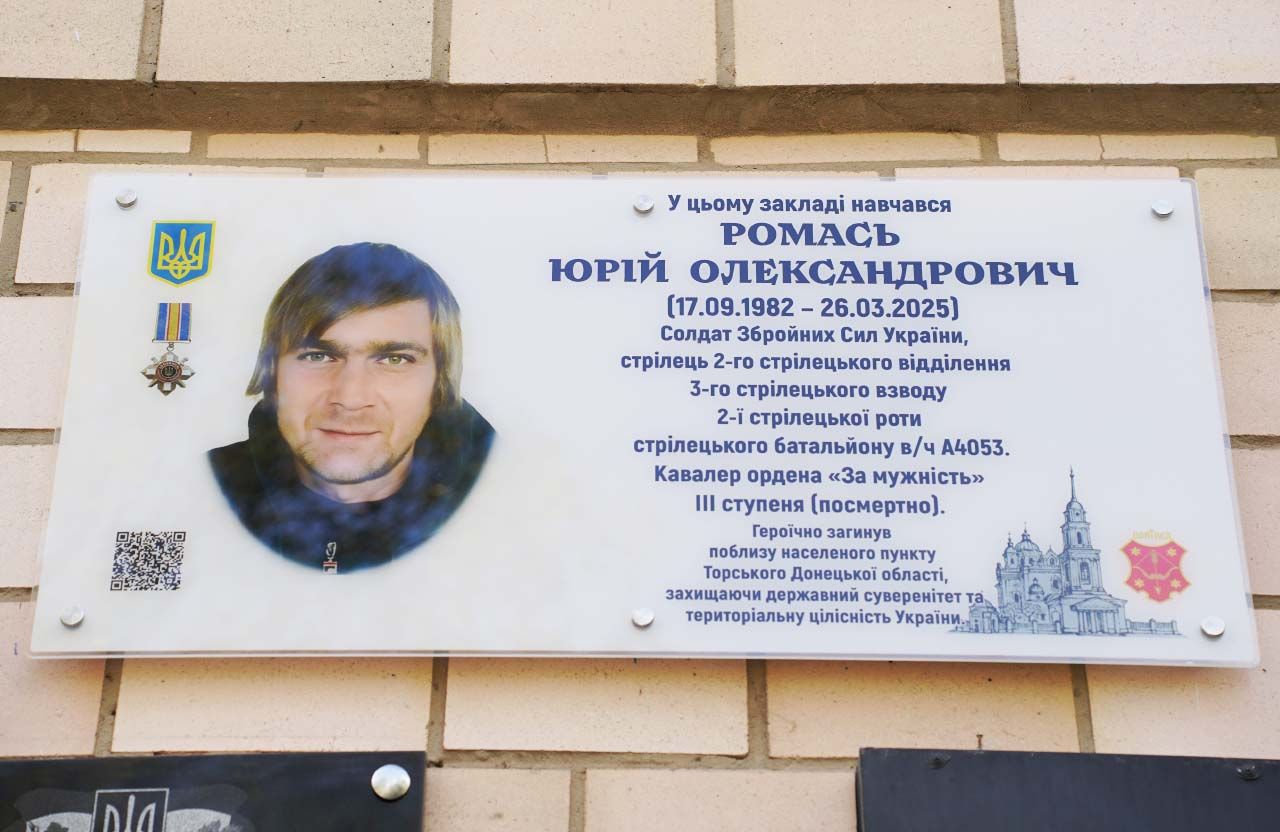 У цьому закладі навчався
РОМАСЬ
ЮРІЙ ОЛЕКСАНДРОВИЧ
(17.09.1982 – 26.03.2025)
Солдат Збройних Сил України,
стрілець 2-го стрілецького відділення
3-го стрілецького взводу
2-ї стрілецької роти
стрілецького батальйону в/ч А4053.
Кавалер ордена «За мужність»
III ступеня (посмертно).
Героїчно загинув
поблизу населеного пункту
Торського Донецької області,
захищаючи державний суверенітет та
територіальну цілісність України.